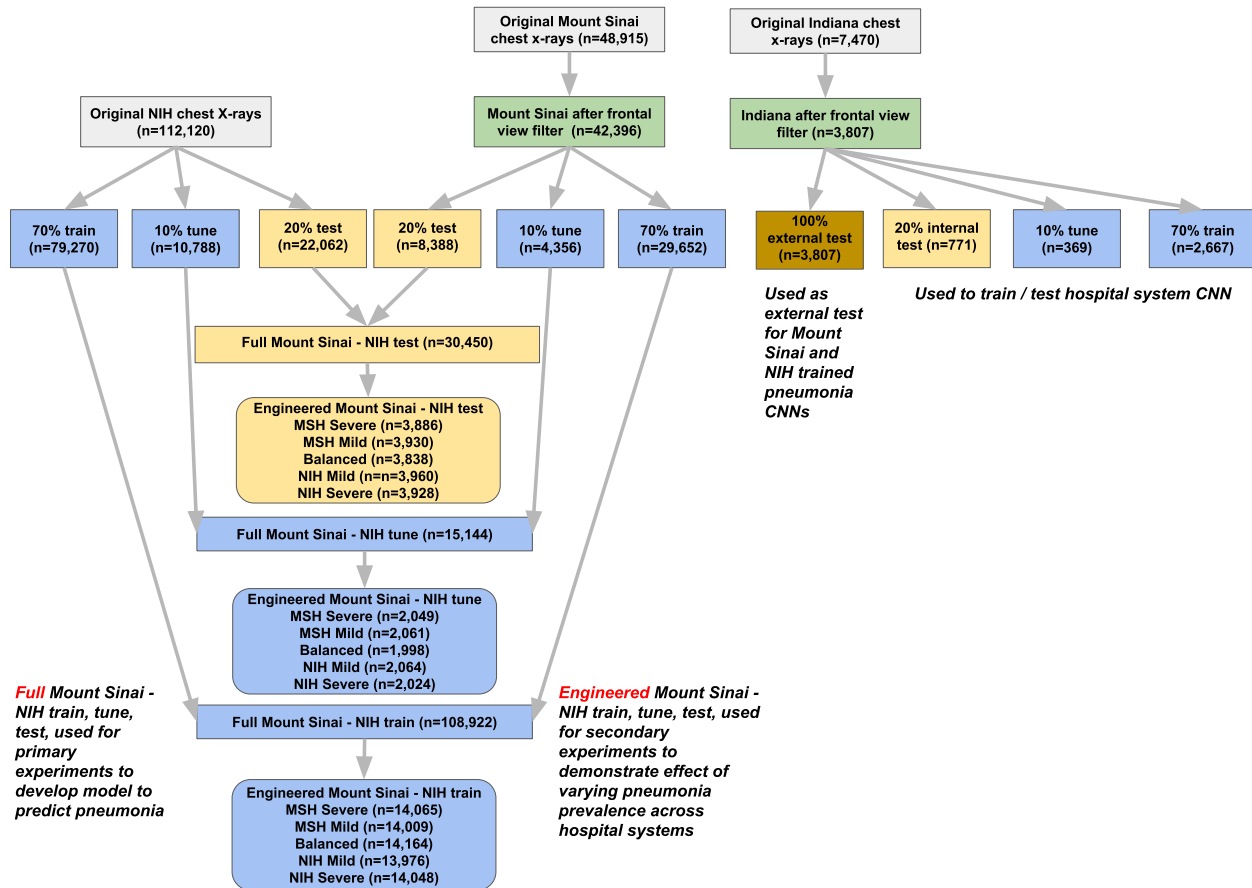 Original Mount Sinai
chest x-rays (n=48,915)
Original Indiana chest
x-rays (n=7,470)
Original NIH chest X-rays
(n=112,120)
Mount Sinai after frontal
view filter  (n=42,396)
Indiana after frontal view
filter (n=3,807)
70% train
(n=79,270)
10% tune
(n=10,788)
20% test
(n=22,062)
20% test
(n=8,388)
10% tune
(n=4,356)
70% train
(n=29,652)
100%
external test
(n=3,807)
20% internal
test (n=771)
10% tune
(n=369)
70% train
(n=2,667)
Used as
external test
for Mount
Sinai and
NIH trained
pneumonia
CNNs
Used to train / test hospital system CNN
Full Mount Sinai - NIH test (n=30,450)
Engineered Mount Sinai - NIH test
MSH Severe (n=3,886)
MSH Mild (n=3,930)
Balanced (n=3,838)
NIH Mild (n=n=3,960)
NIH Severe (n=3,928)
Full Mount Sinai - NIH tune (n=15,144)
Engineered Mount Sinai - NIH tune
MSH Severe (n=2,049)
MSH Mild (n=2,061)
Balanced (n=1,998)
NIH Mild (n=2,064)
NIH Severe (n=2,024)
Full Mount Sinai -
NIH train, tune,
test, used for
primary
experiments to
develop model to
predict pneumonia
Engineered Mount Sinai -
NIH train, tune, test, used
for secondary
experiments to
demonstrate effect of
varying pneumonia
prevalence across
hospital systems
Full Mount Sinai - NIH train (n=108,922)
Engineered Mount Sinai - NIH train
MSH Severe (n=14,065)
MSH Mild (n=14,009)
Balanced (n=14,164)
NIH Mild (n=13,976)
NIH Severe (n=14,048)